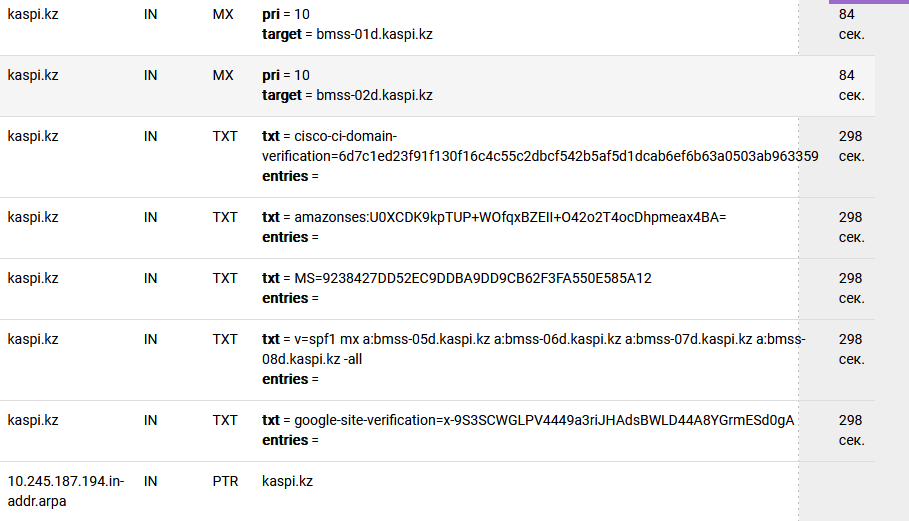 kaspi.kz IN MX pri = 10 84
target = bmss-01d.kaspi.kz сек.
kaspi.kz IN MX pri = 10 84
target = bmss-02d.kaspi.kz сек.
kaspi.kz IN TXT txt = cisco-ci-domain- 298
verification=6d7c1ed23f91f130f16c4c55c2dbcf542b5af5d1dcab6ef6b63a0503ab963359 сек.
entries =
kaspi.kz IN TXT txt = amazonses:U0XCDK9kpTUP+WOfqxBZEII+O42o2T4ocDhpmeax4BA= 298
entries = сек.
kaspi.kz IN TXT txt = MS=9238427DD52EC9DDBA9DD9CB62F3FA550E585A12 298
entries = сек.
kaspi.kz IN TXT txt = v=spf1 mx a:bmss-05d.kaspi.kz a:bmss-06d.kaspi.kz a:bmss-07d.kaspi.kz a:bmss- 298
08d.kaspi.kz -all сек.
entries =
kaspi.kz IN TXT txt = google-site-verification=x-9S3SCWGLPV4449a3riJHAdsBWLD44A8YGrmESd0gA 298
entries = сек.
10.245.187.194.in- IN PTR kaspi.kz
addr.arpa